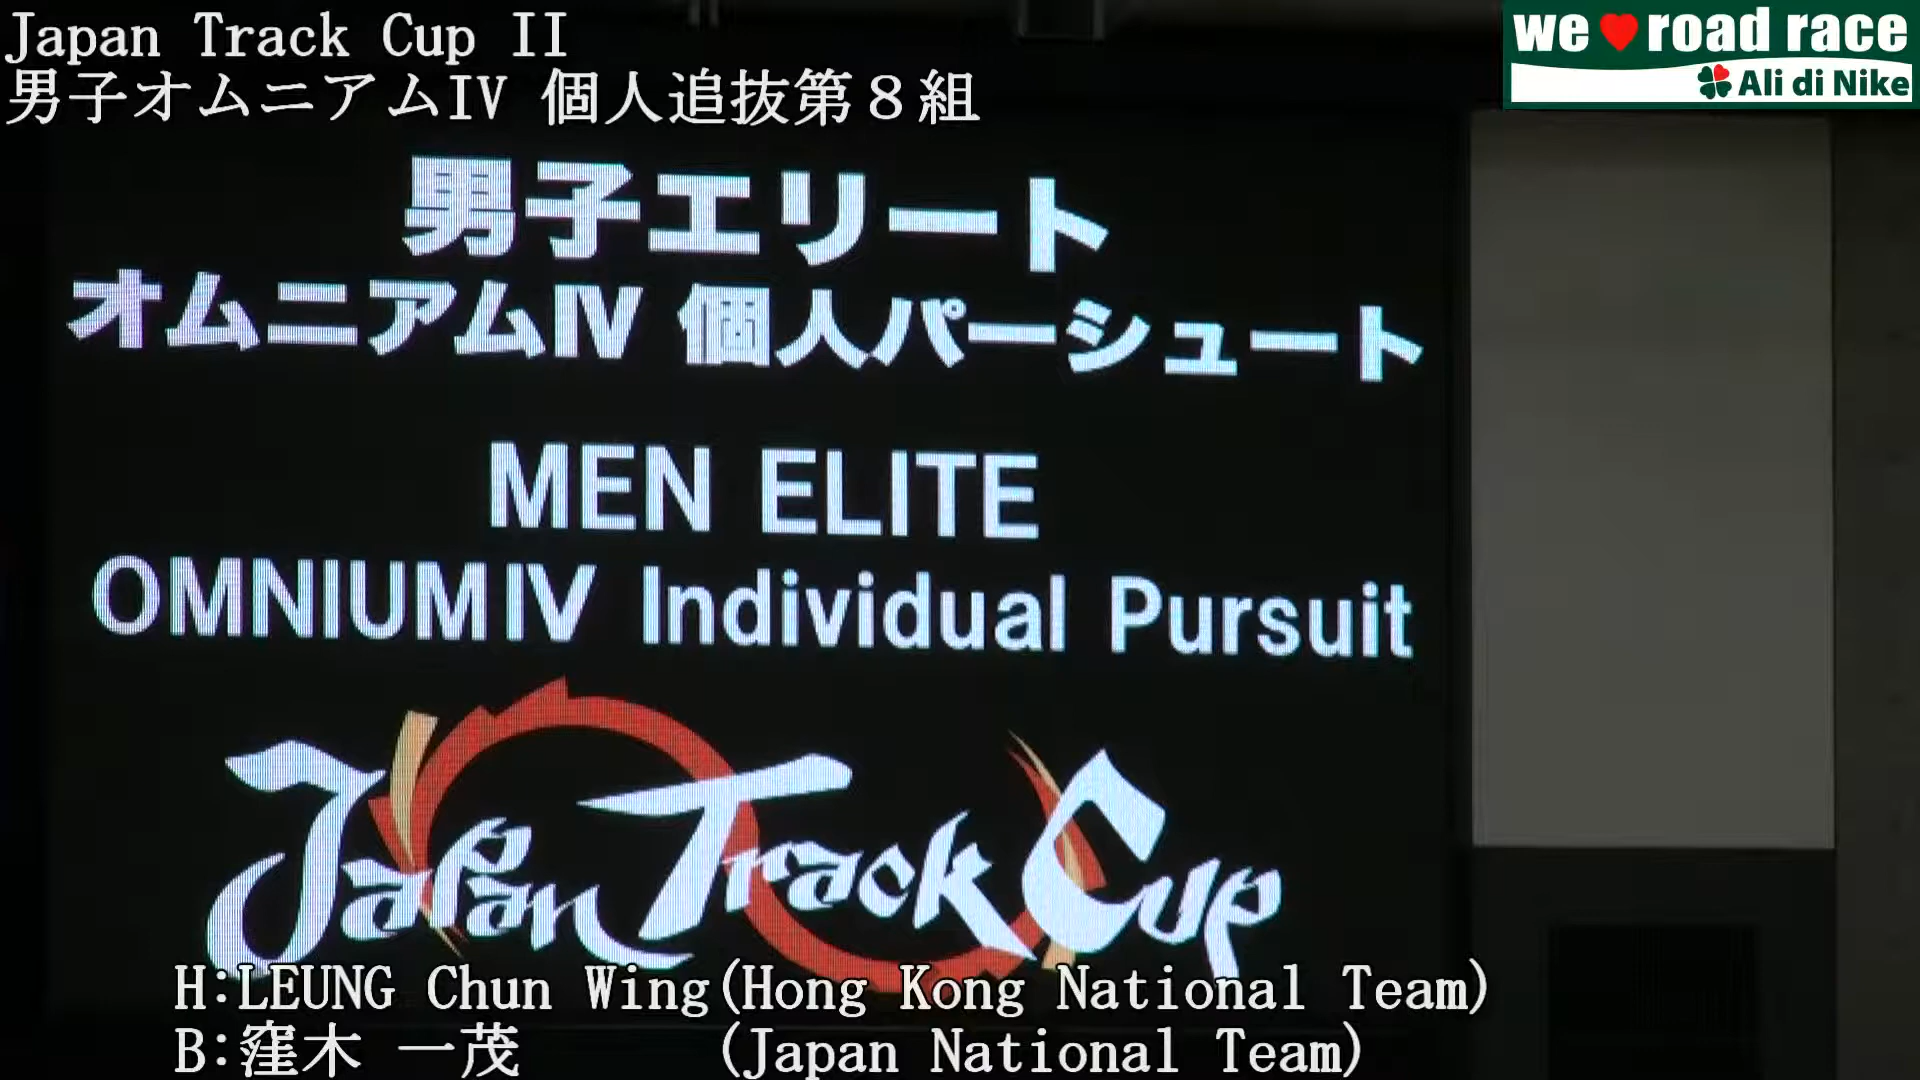 Japan Track Cup II
男子オムニアムIV 個人追抜第８組
we road race
Ali di Nike
男子エリート
オムニアムⅣ 個人パーシュート
MEN ELITE
OMNIUMⅣ Individual Pursuit
Japan Track Cup
H:LEUNG Chun Wing(Hong Kong National Team)
B:窪木 一茂 (Japan National Team)